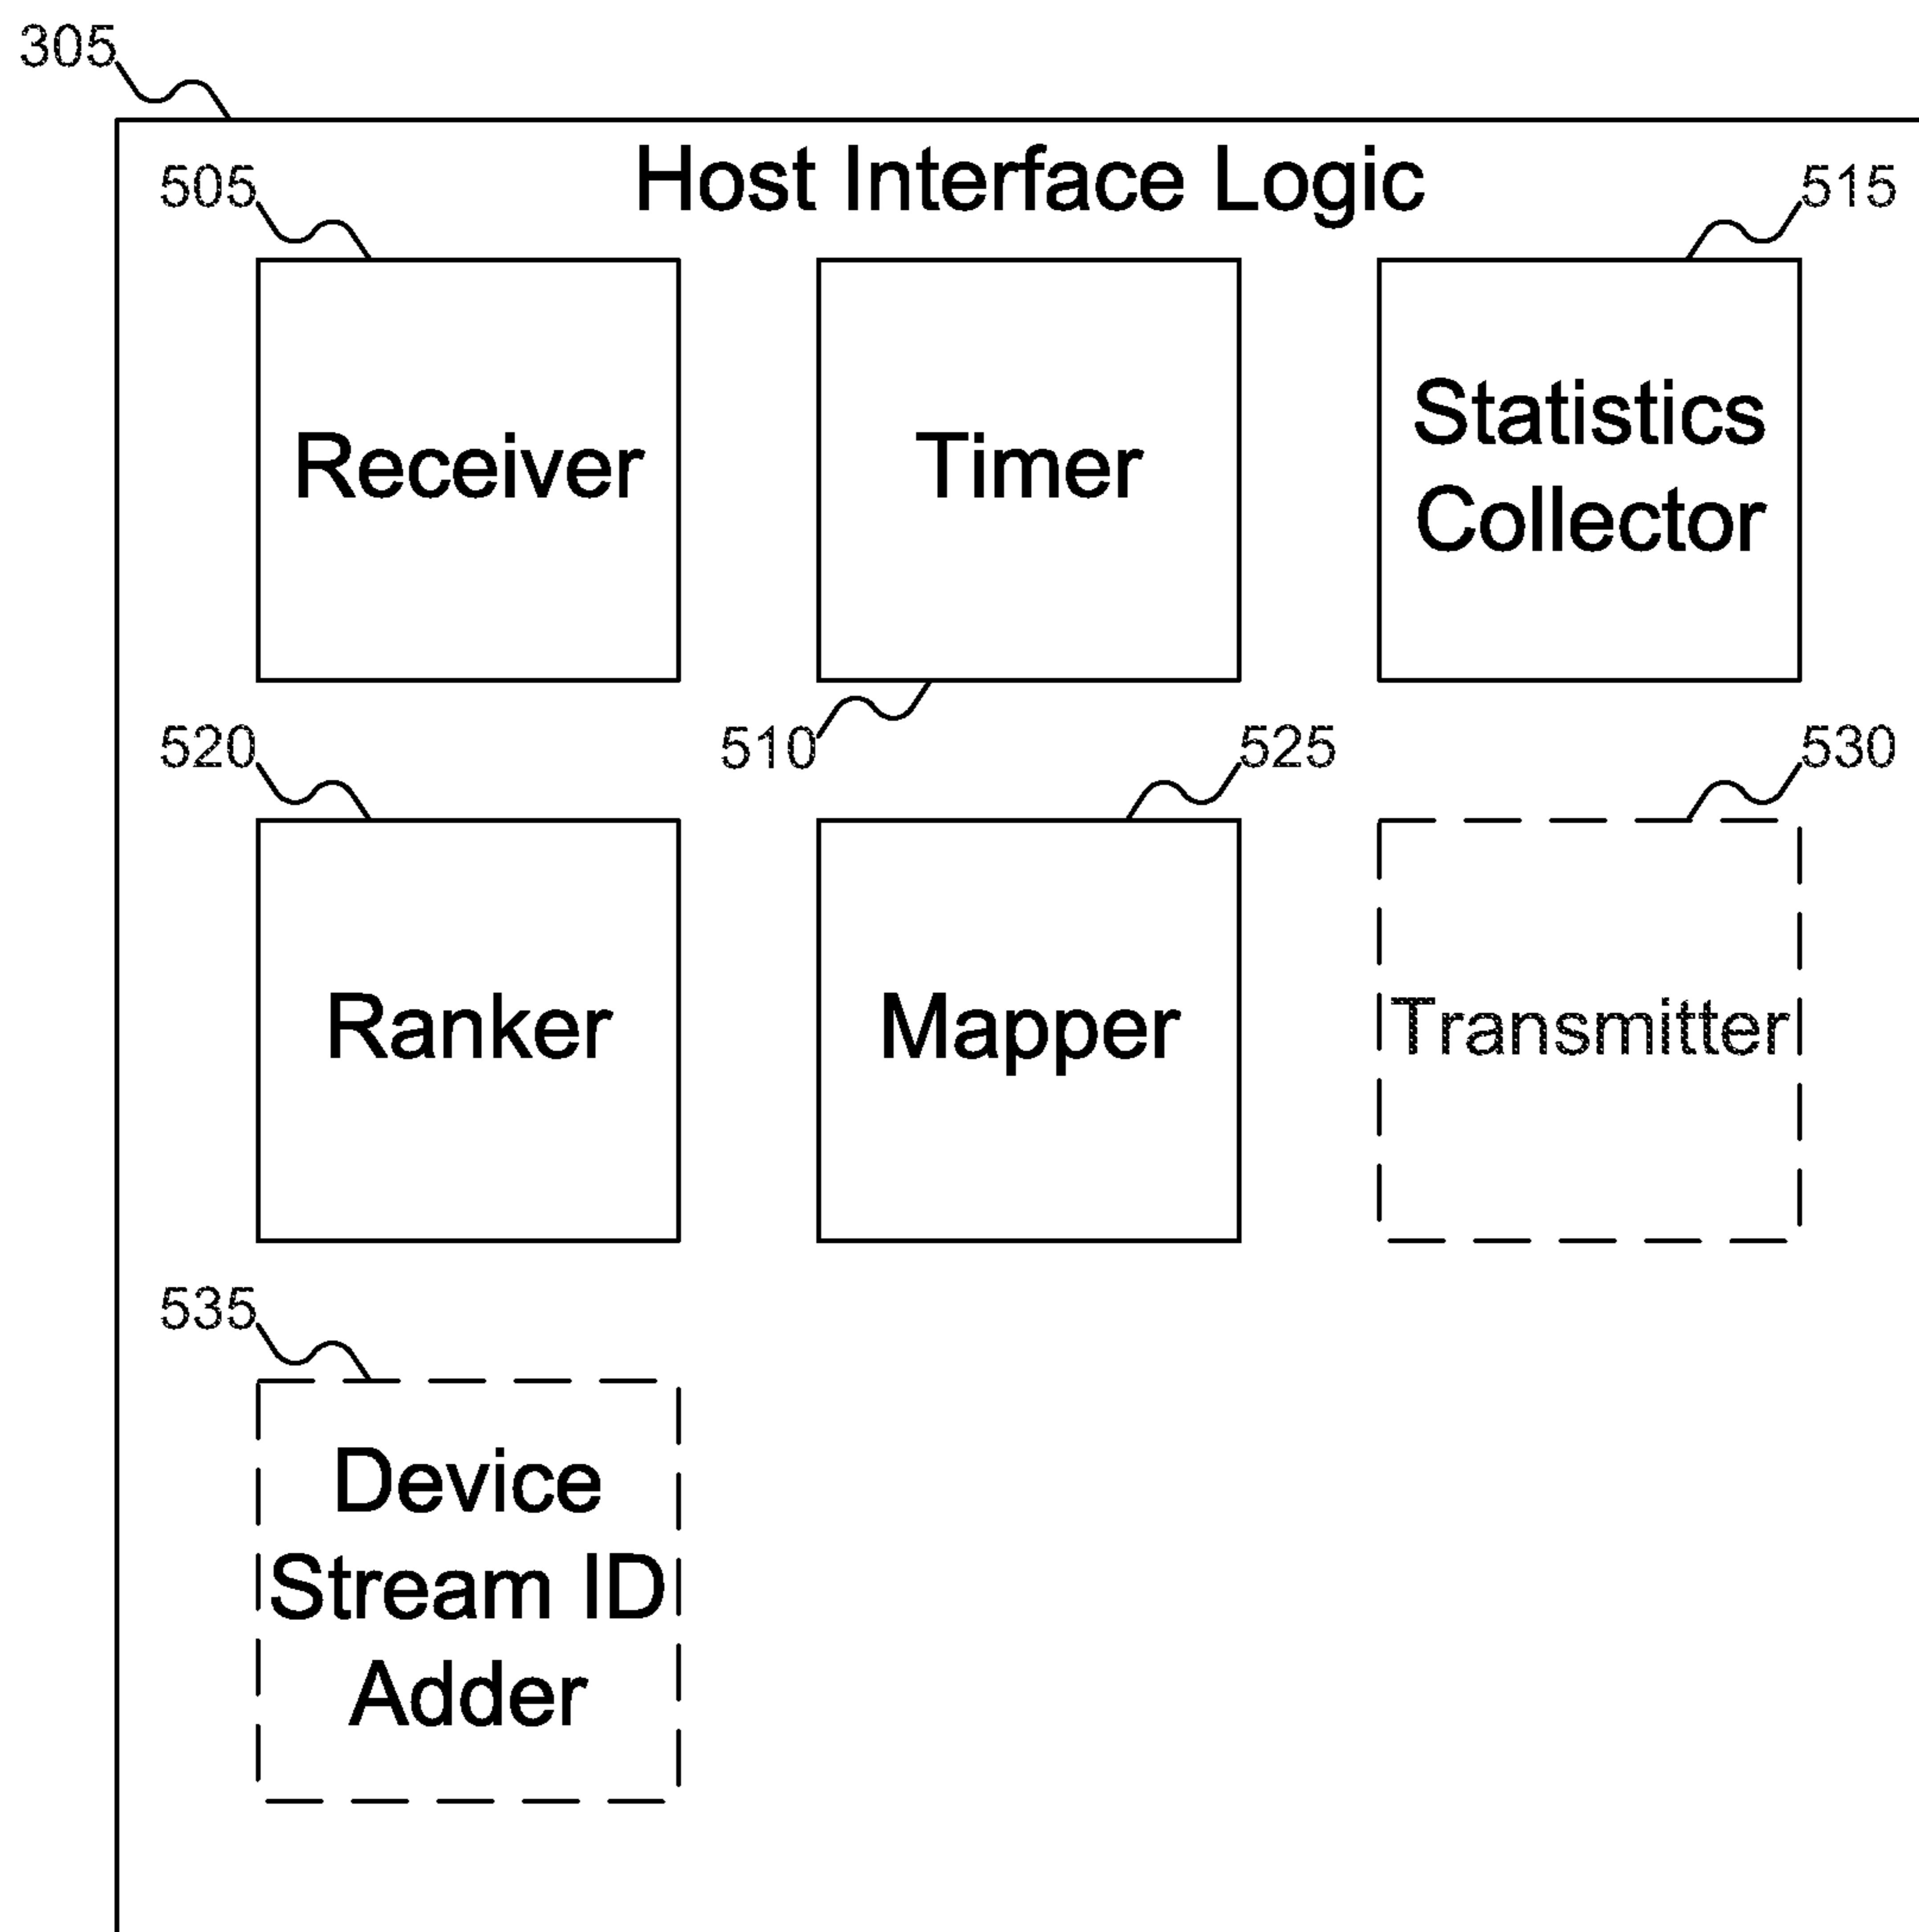 305
Host Interface Logic
505
515
Receiver
Timer
Statistics
Collector
520
510
525
530
Ranker
Mapper
Transmitter
535
Device
Stream ID
Adder